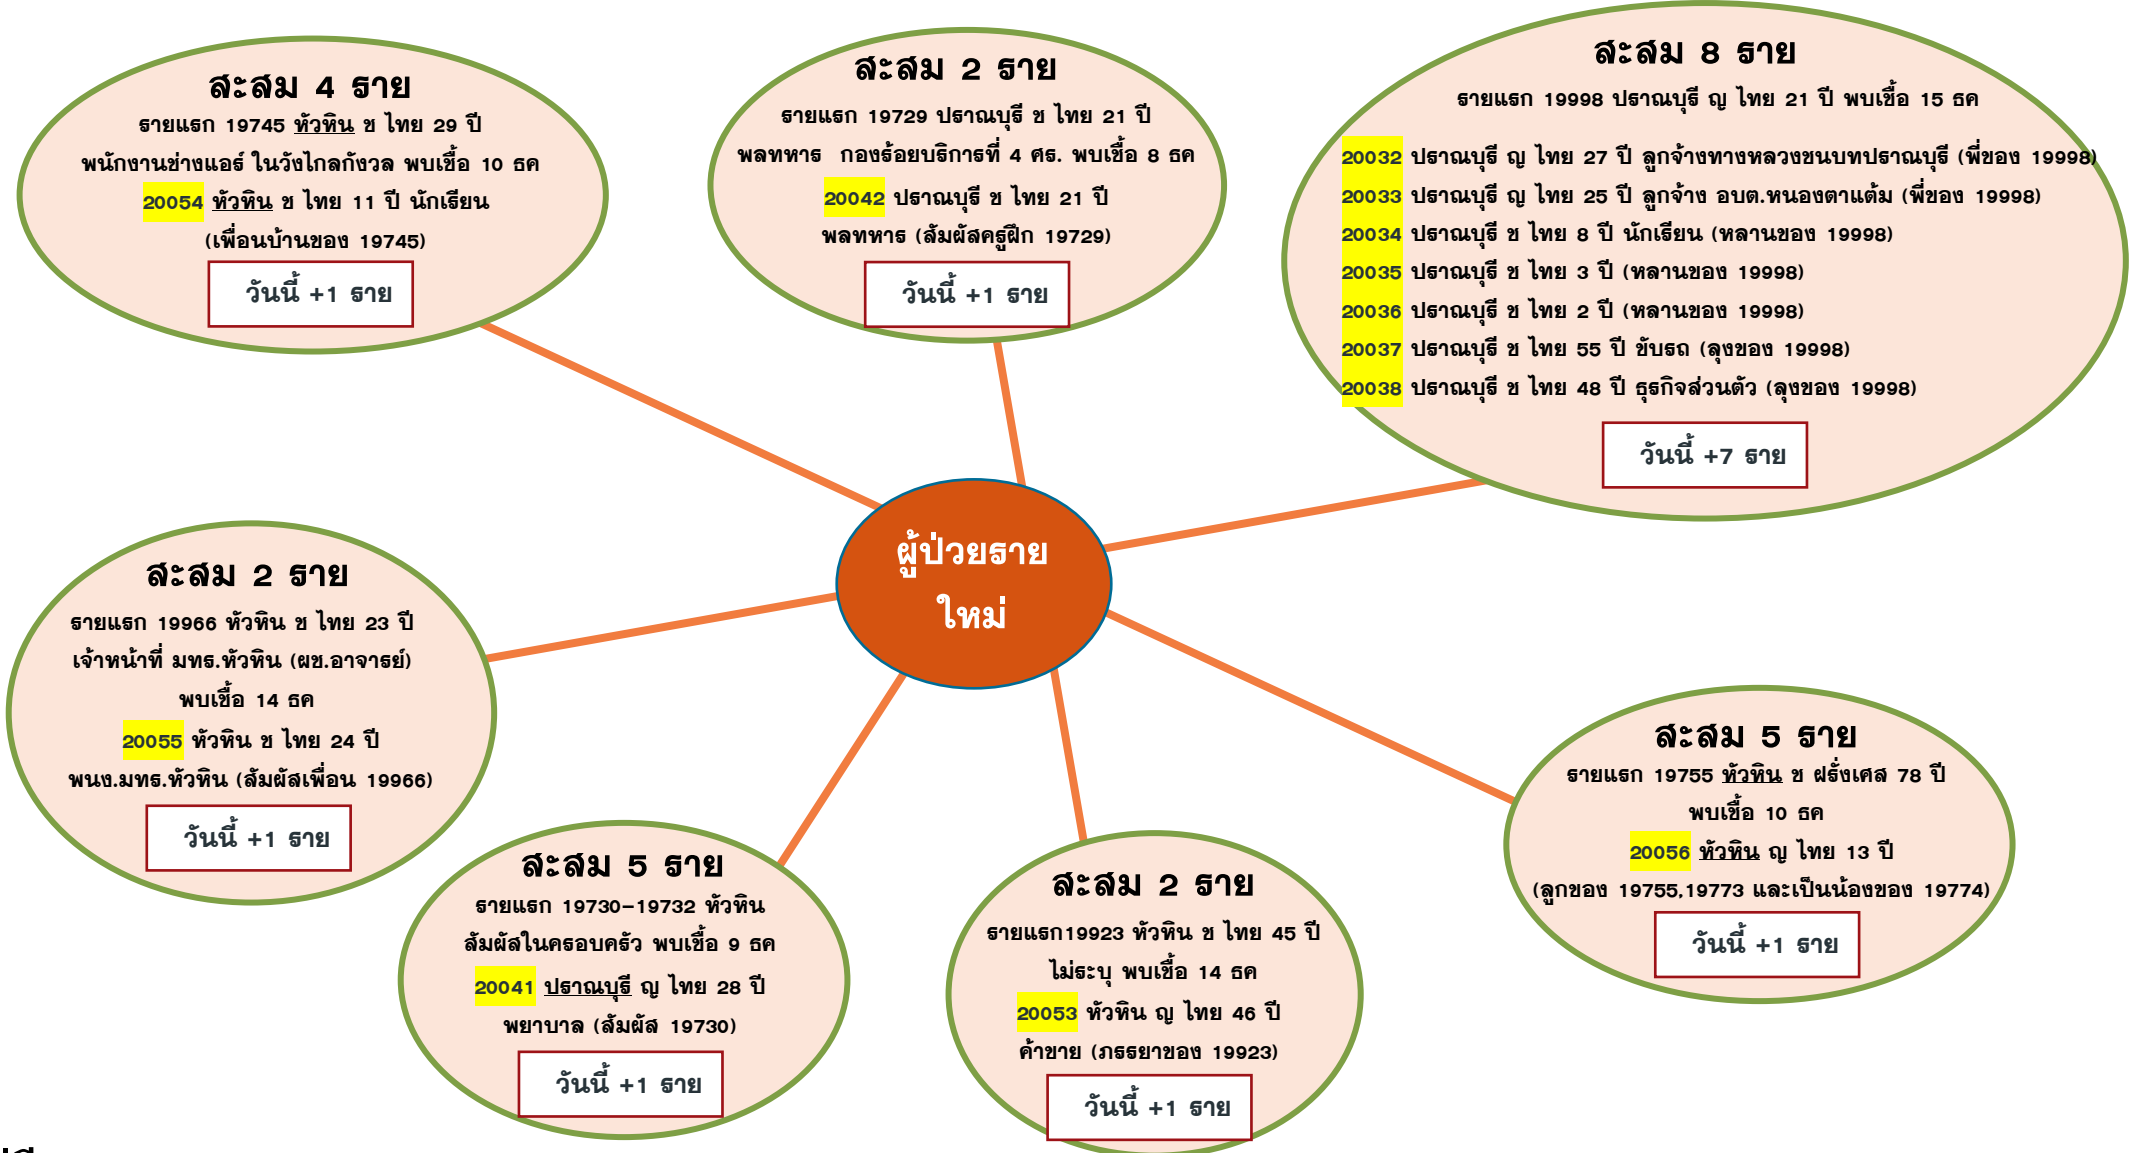 สะสม 4 ราย
รายแรก 19745 หัวหิน ช ไทย 29 ปี
พนักงานช่างแอร์ ในวังไกลกังวล พบเชื้อ 10 ธค
20054 หัวหิน ช ไทย 11 ปี นักเรียน
(เพื่อนบ้านของ 19745)
วันนี้ +1 ราย
สะสม 2 ราย
รายแรก 19729 ปราณบุรี ช ไทย 21 ปี
พลทหาร กองร้อยบริการที่ 4 ศร. พบเชื้อ 8 ธค
20042 ปราณบุรี ช ไทย 21 ปี
พลทหาร (สัมผัสครูฝึก 19729)
วันนี้ +1 ราย
สะสม 8 ราย
รายแรก 19998 ปราณบุรี ญ ไทย 21 ปี พบเชื้อ 15 ธค
20032 ปราณบุรี ญ ไทย 27 ปี ลูกจ้างทางหลวงชนบทปราณบุรี (พี่ของ 19998)
20033 ปราณบุรี ญ ไทย 25 ปี ลูกจ้าง อบต.หนองตาแต้ม (พี่ของ 19998)
20034 ปราณบุรี ช ไทย 8 ปี นักเรียน (หลานของ 19998)
20035 ปราณบุรี ช ไทย 3 ปี (หลานของ 19998)
20036 ปราณบุรี ช ไทย 2 ปี (หลานของ 19998)
20037 ปราณบุรี ช ไทย 55 ปี ขับรถ (ลุงของ 19998)
20038 ปราณบุรี ช ไทย 48 ปี ธุรกิจส่วนตัว (ลุงของ 19998)
วันนี้ +7 ราย
ผู้ป่วยราย
ใหม่
สะสม 2 ราย
รายแรก 19966 หัวหิน ช ไทย 23 ปี
เจ้าหน้าที่ มทร.หัวหิน (ผช.อาจารย์)
พบเชื้อ 14 ธค
20055 หัวหิน ช ไทย 24 ปี
พนง.มทร.หัวหิน (สัมผัสเพื่อน 19966)
วันนี้ +1 ราย
สะสม 5 ราย
รายแรก 19730-19732 หัวหิน
สัมผัสในครอบครัว พบเชื้อ 9 ธค
20041 ปราณบุรี ญ ไทย 28 ปี
พยาบาล (สัมผัส 19730)
วันนี้ +1 ราย
สะสม 2 ราย
รายแรก19923 หัวหิน ช ไทย 45 ปี
ไม่ระบุ พบเชื้อ 14 ธค
20053 หัวหิน ญ ไทย 46 ปี
ค้าขาย (ภรรยาของ 19923)
วันนี้ +1 ราย
สะสม 5 ราย
รายแรก 19755 หัวหิน ช ฝรั่งเศส 78 ปี
พบเชื้อ 10 ธค
20056 หัวหิน ญ ไทย 13 ปี
(ลูกของ 19755,19773 และเป็นน้องของ 19774)
วันนี้ +1 ราย